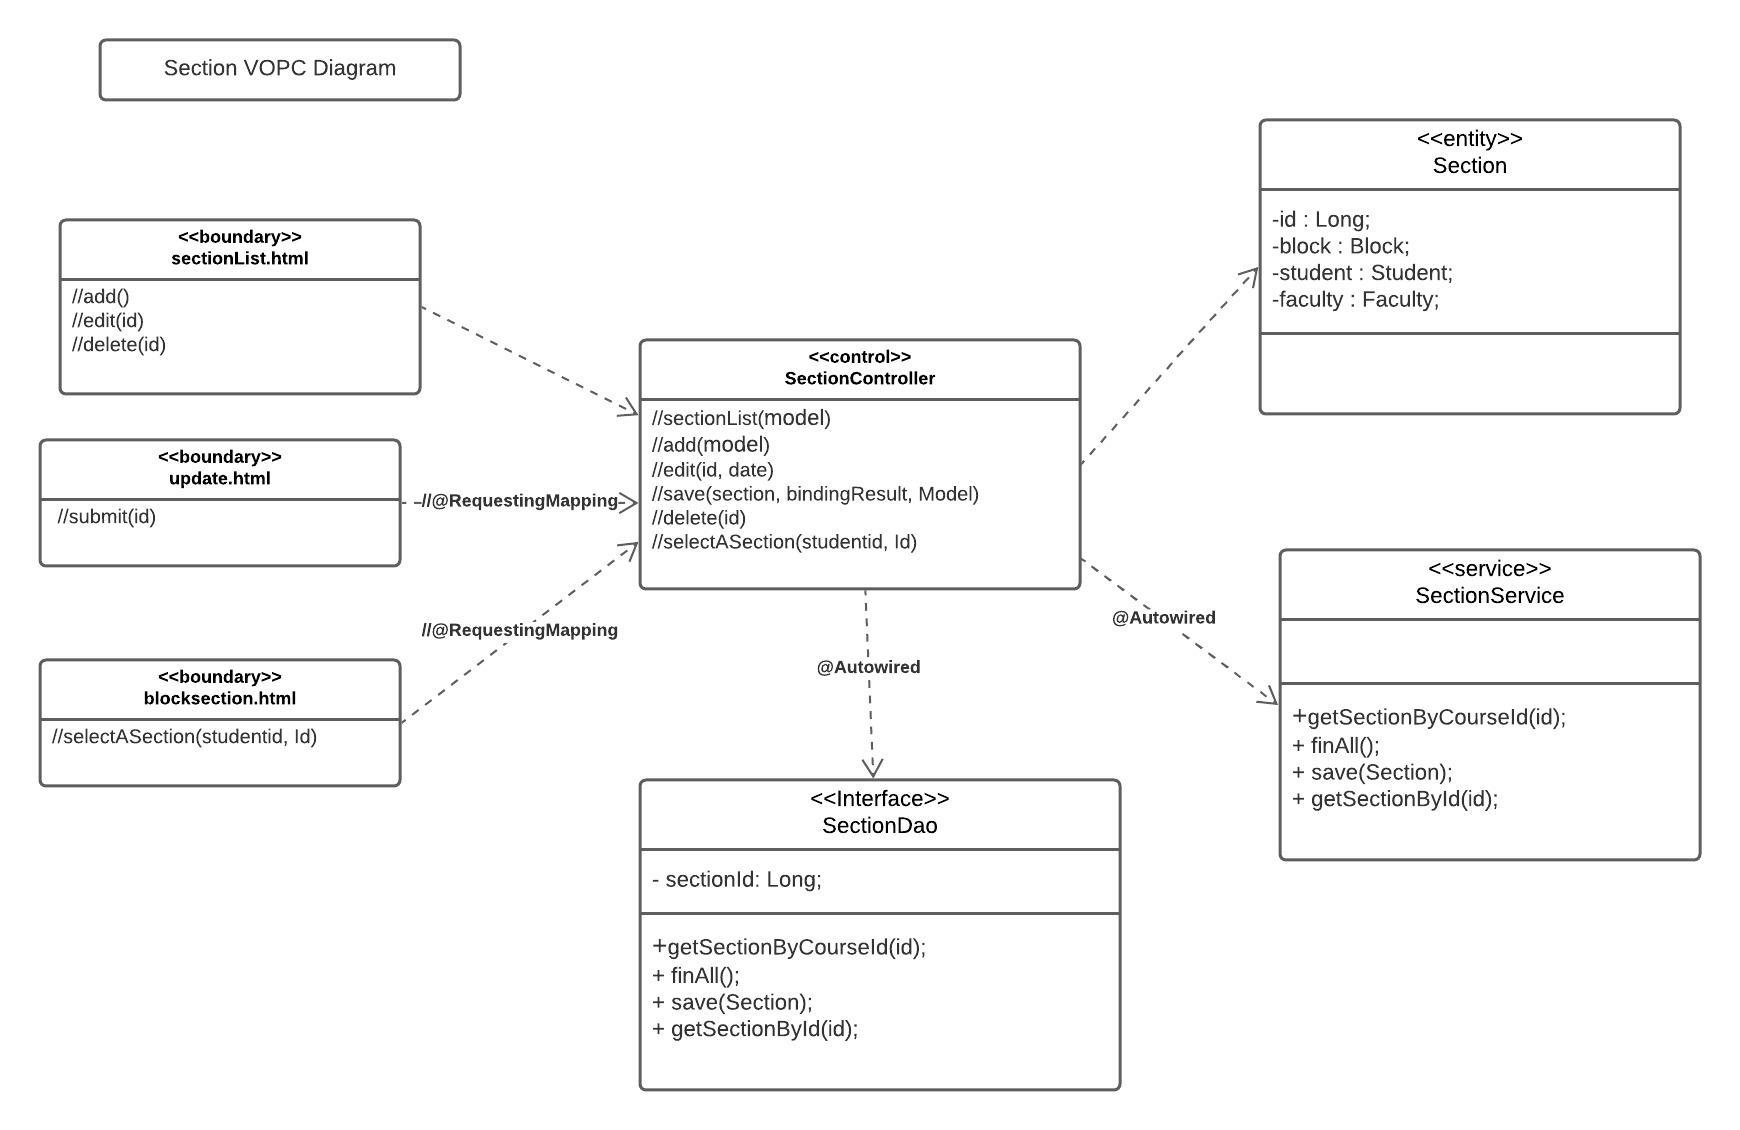 Section VOPC Diagram
<<entity>>
Section
-id : Long;
-block : Block;
-student : Student;
-faculty : Faculty;
<<boundary>>
sectionList.html
//add()
//edit(id)
//delete(id)
<<control>>
SectionController
//sectionList(model)
//add(model)
//edit(id, date)
//save(section, bindingResult, Model)
//delete(id)
//selectASection(studentid, Id)
<<boundary>>
update.html
//submit(id)
//@RequestingMapping
//@RequestingMapping
<<boundary>>
blocksection.html
//selectASection(studentid, Id)
@Autowired
@Autowired
<<service>>
SectionService
+getSectionByCourseId(id);
+ finAll();
+ save(Section);
+ getSectionById(id);
<<Interface>>
SectionDao
- sectionId: Long;
+getSectionByCourseId(id);
+ finAll();
+ save(Section);
+ getSectionById(id);